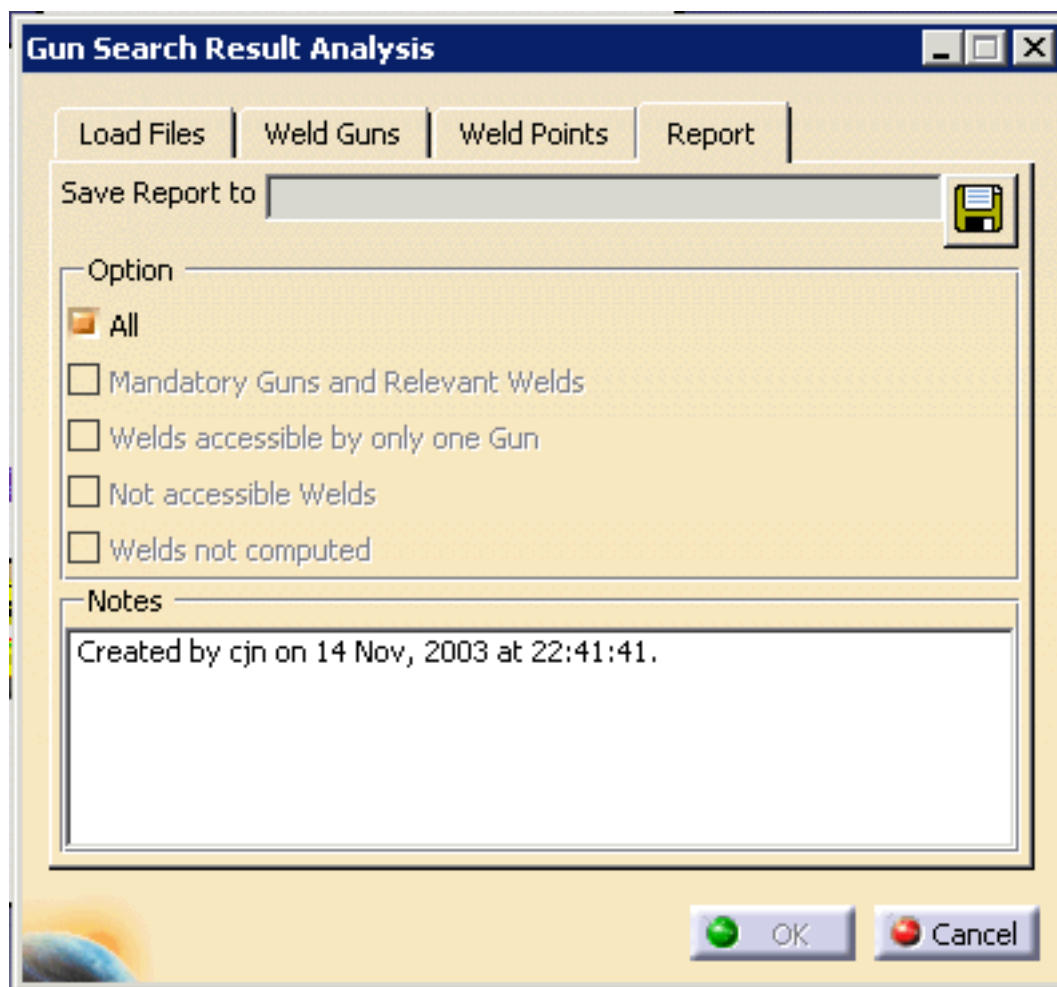 Gun Search Result Analysis
Load Files Weld Guns Weld Points Report
Save Report to
Option
All
Mandatory Guns and Relevant Welds
Welds accessible by only one Gun
Not accessible Welds
Welds not computed
Notes
Created by cjn on 14 Nov, 2003 at 22:41:41.
OK Cancel